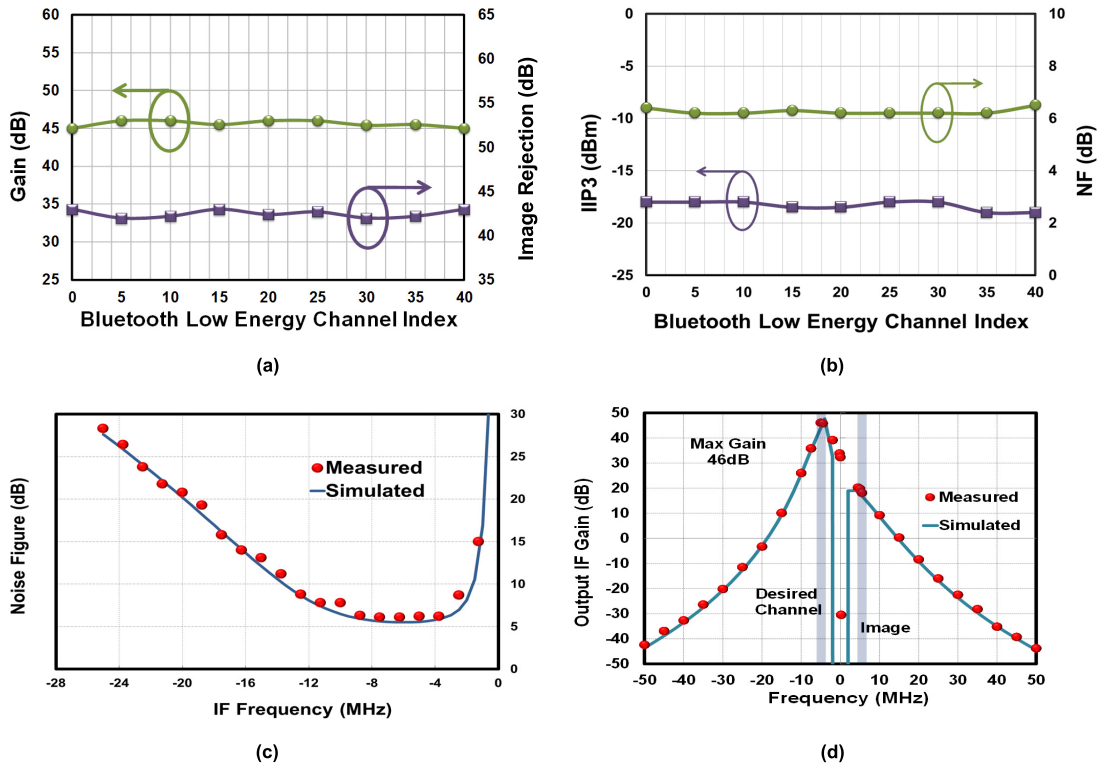 60
55
50
45
40
35
30
25
Gain (dB)
65
60
55
50
45
40
35
Image Rejection (dB)
0 5 10 15 20 25 30 35 40
Bluetooth Low Energy Channel Index
(a)
0
-5
-10
-15
-20
-25
IIP3 (dBm)
10
8
6
4
2
0
NF (dB)
0 5 10 15 20 25 30 35 40
Bluetooth Low Energy Channel Index
(b)
30
25
20
15
10
5
0
Noise Figure (dB)
Measured
Simulated
-28 -24 -20 -16 -12 -8 -4 0
IF Frequency (MHz)
(c)
50
40
30
20
10
0
-10
-20
-30
-40
-50
Output IF Gain (dB)
Max Gain
46dB
Measured
Simulated
Desired
Channel
Image
-50 -40 -30 -20 -10 0 10 20 30 40 50
Frequency (MHz)
(d)